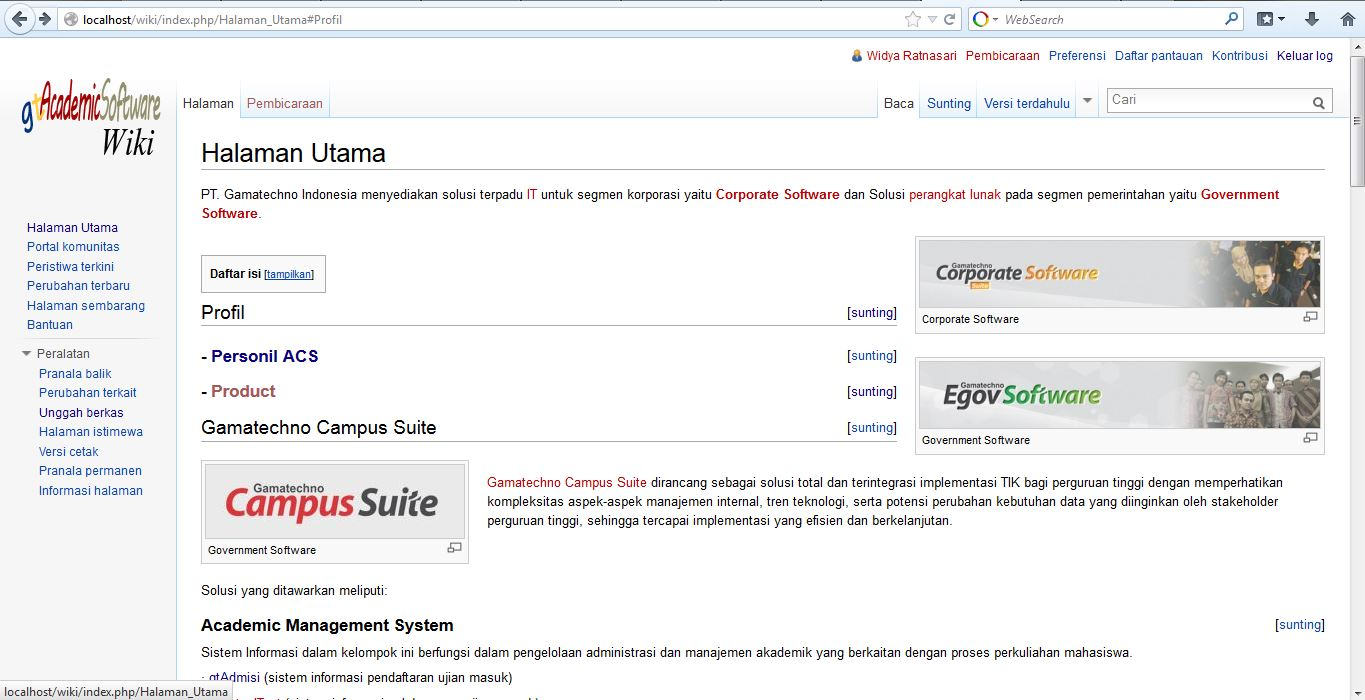 localhost/wiki/index.php/Halaman_Utama#Profil
WebSearch
Widya Ratnasari Pembicaraan Preferensi Daftar pantauan Kontribusi Keluar log
gtAcademicSoftware
Wiki
Halaman Pembicaraan Baca Sunting Versi terdahulu Cari
Halaman Utama
PT. Gamatechno Indonesia menyediakan solusi terpadu IT untuk segmen korporasi yaitu Corporate Software dan Solusi perangkat lunak pada segmen pemerintahan yaitu Government
Software.
Halaman Utama
Portal komunitas
Peristiwa terkini
Perubahan terbaru
Halaman sembarang
Bantuan
Peralatan
Pranala balik
Perubahan terkait
Unggah berkas
Halaman istimewa
Versi cetak
Pranala permanen
Informasi halaman
Daftar isi [tampilkan]
Gamatechno
Corporate Software
Suite
Corporate Software
Profil [sunting]
- Personil ACS [sunting]
- Product [sunting]
Gamatechno
Egov Software
Government Software
Gamatechno Campus Suite [sunting]
Gamatechno
Campus Suite
Government Software
Gamatechno Campus Suite dirancang sebagai solusi total dan terintegrasi implementasi TIK bagi perguruan tinggi dengan memperhatikan
kompleksitas aspek-aspek manajemen internal, tren teknologi, serta potensi perubahan kebutuhan data yang diinginkan oleh stakeholder
perguruan tinggi, sehingga tercapai implementasi yang efisien dan berkelanjutan.
Solusi yang ditawarkan meliputi:
Academic Management System [sunting]
Sistem Informasi dalam kelompok ini berfungsi dalam pengelolaan administrasi dan manajemen akademik yang berkaitan dengan proses perkuliahan mahasiswa.
· gtAdmisi (sistem informasi pendaftaran ujian masuk)
localhost/wiki/index.php/Halaman_Utama